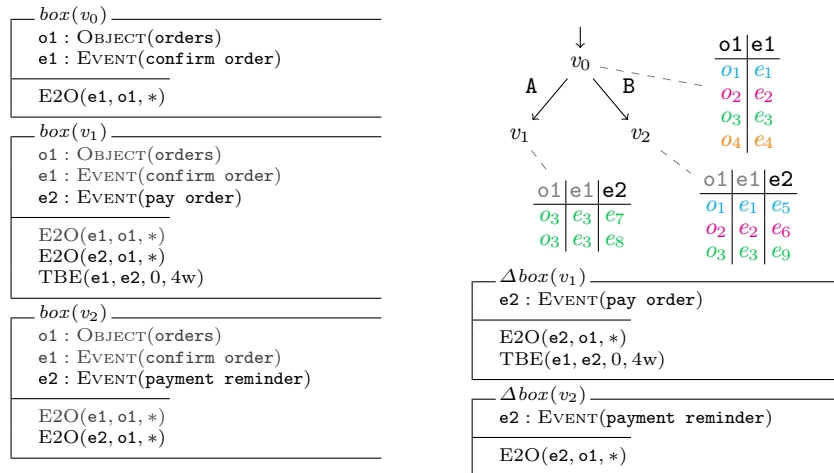 box(v₀)
o1 : OBJECT(orders)
e1 : EVENT(confirm order)
E2O(e1, o1, ∗)
box(v₁)
o1 : OBJECT(orders)
e1 : EVENT(confirm order)
e2 : EVENT(pay order)
E2O(e1, o1, ∗)
E2O(e2, o1, ∗)
TBE(e1, e2, 0, 4w)
box(v₂)
o1 : OBJECT(orders)
e1 : EVENT(confirm order)
e2 : EVENT(payment reminder)
E2O(e1, o1, ∗)
E2O(e2, o1, ∗)
v₀
A B
v₁ v₂
o1 e1
o₁ e₁
o₂ e₂
o₃ e₃
o₄ e₄
o1 e1 e2
o₃ e₃ e₇
o₃ e₃ e₈
o1 e1 e2
o₁ e₁ e₅
o₂ e₂ e₆
o₃ e₃ e₉
Δbox(v₁)
e2 : EVENT(pay order)
E2O(e2, o1, ∗)
TBE(e1, e2, 0, 4w)
Δbox(v₂)
e2 : EVENT(payment reminder)
E2O(e2, o1, ∗)